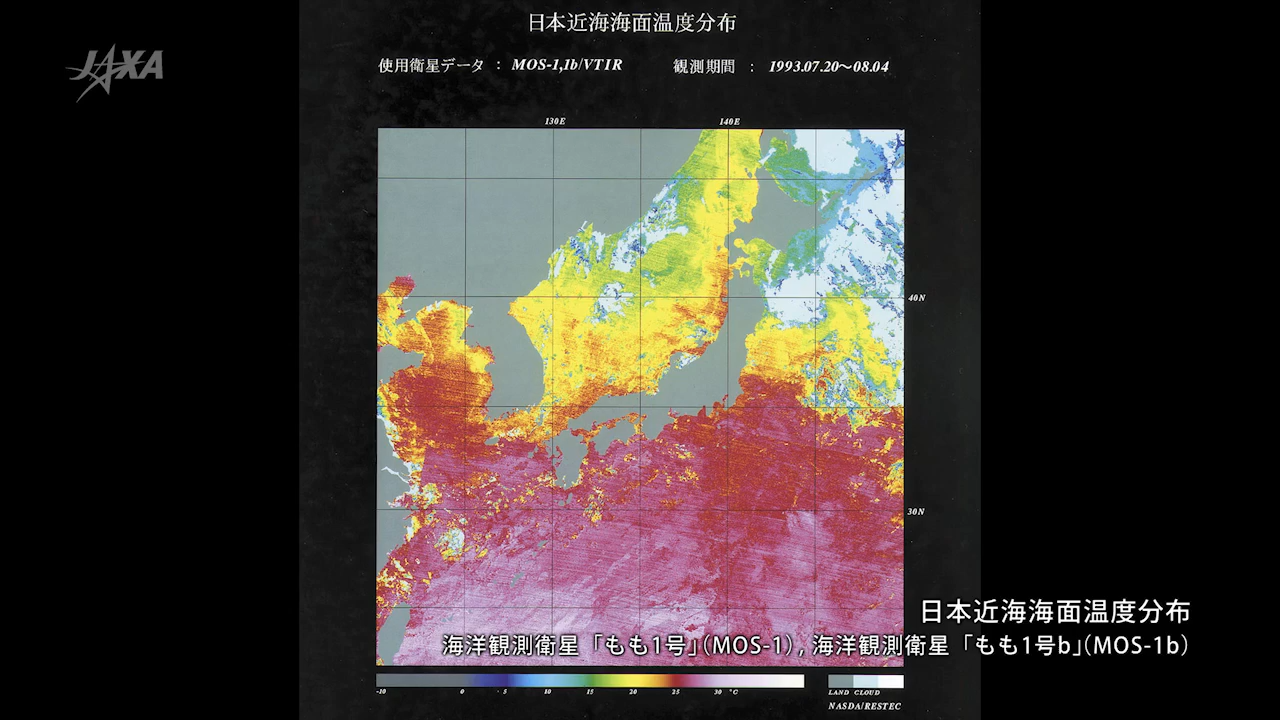 日本近海海面温度分布
JAXA
使用衛星データ : MOS-1,1b/VTIR 観測期間 : 1993.07.20〜08.04
130E 140E
40N
30N
日本近海海面温度分布
海洋観測衛星「もも1号」(MOS-1) , 海洋観測衛星「もも1号b」(MOS-1b)
-10 0 5 10 15 20 25 30 °C
LAND CLOUD
NASDA/RESTEC